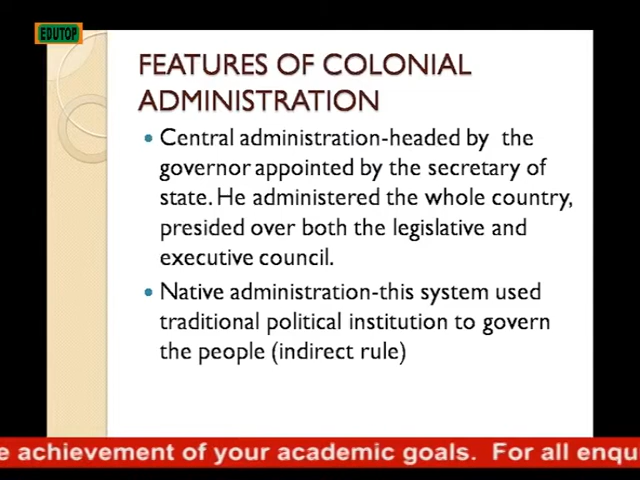 EDUTOP
FEATURES OF COLONIAL
ADMINISTRATION
• Central administration-headed by the
governor appointed by the secretary of
state. He administered the whole country,
presided over both the legislative and
executive council.
• Native administration-this system used
traditional political institution to govern
the people (indirect rule)
e achievement of your academic goals. For all enqu